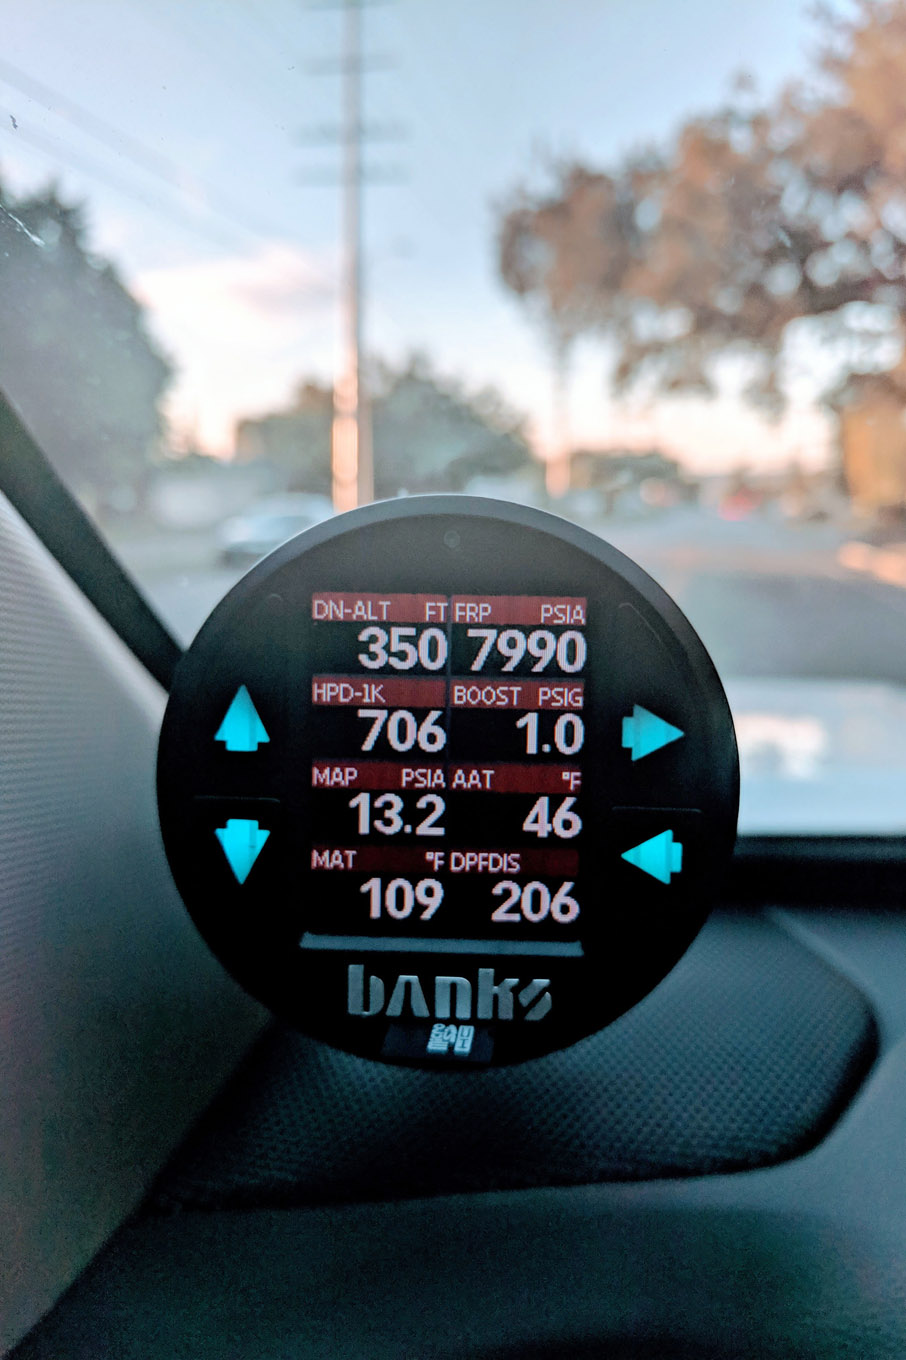 DN-ALT FT FRP PSIA
350 7990
HPD-1K BOOST PSIG
706 1.0
MAP PSIA AAT °F
13.2 46
MAT °F DPFDIS
109 206
banks